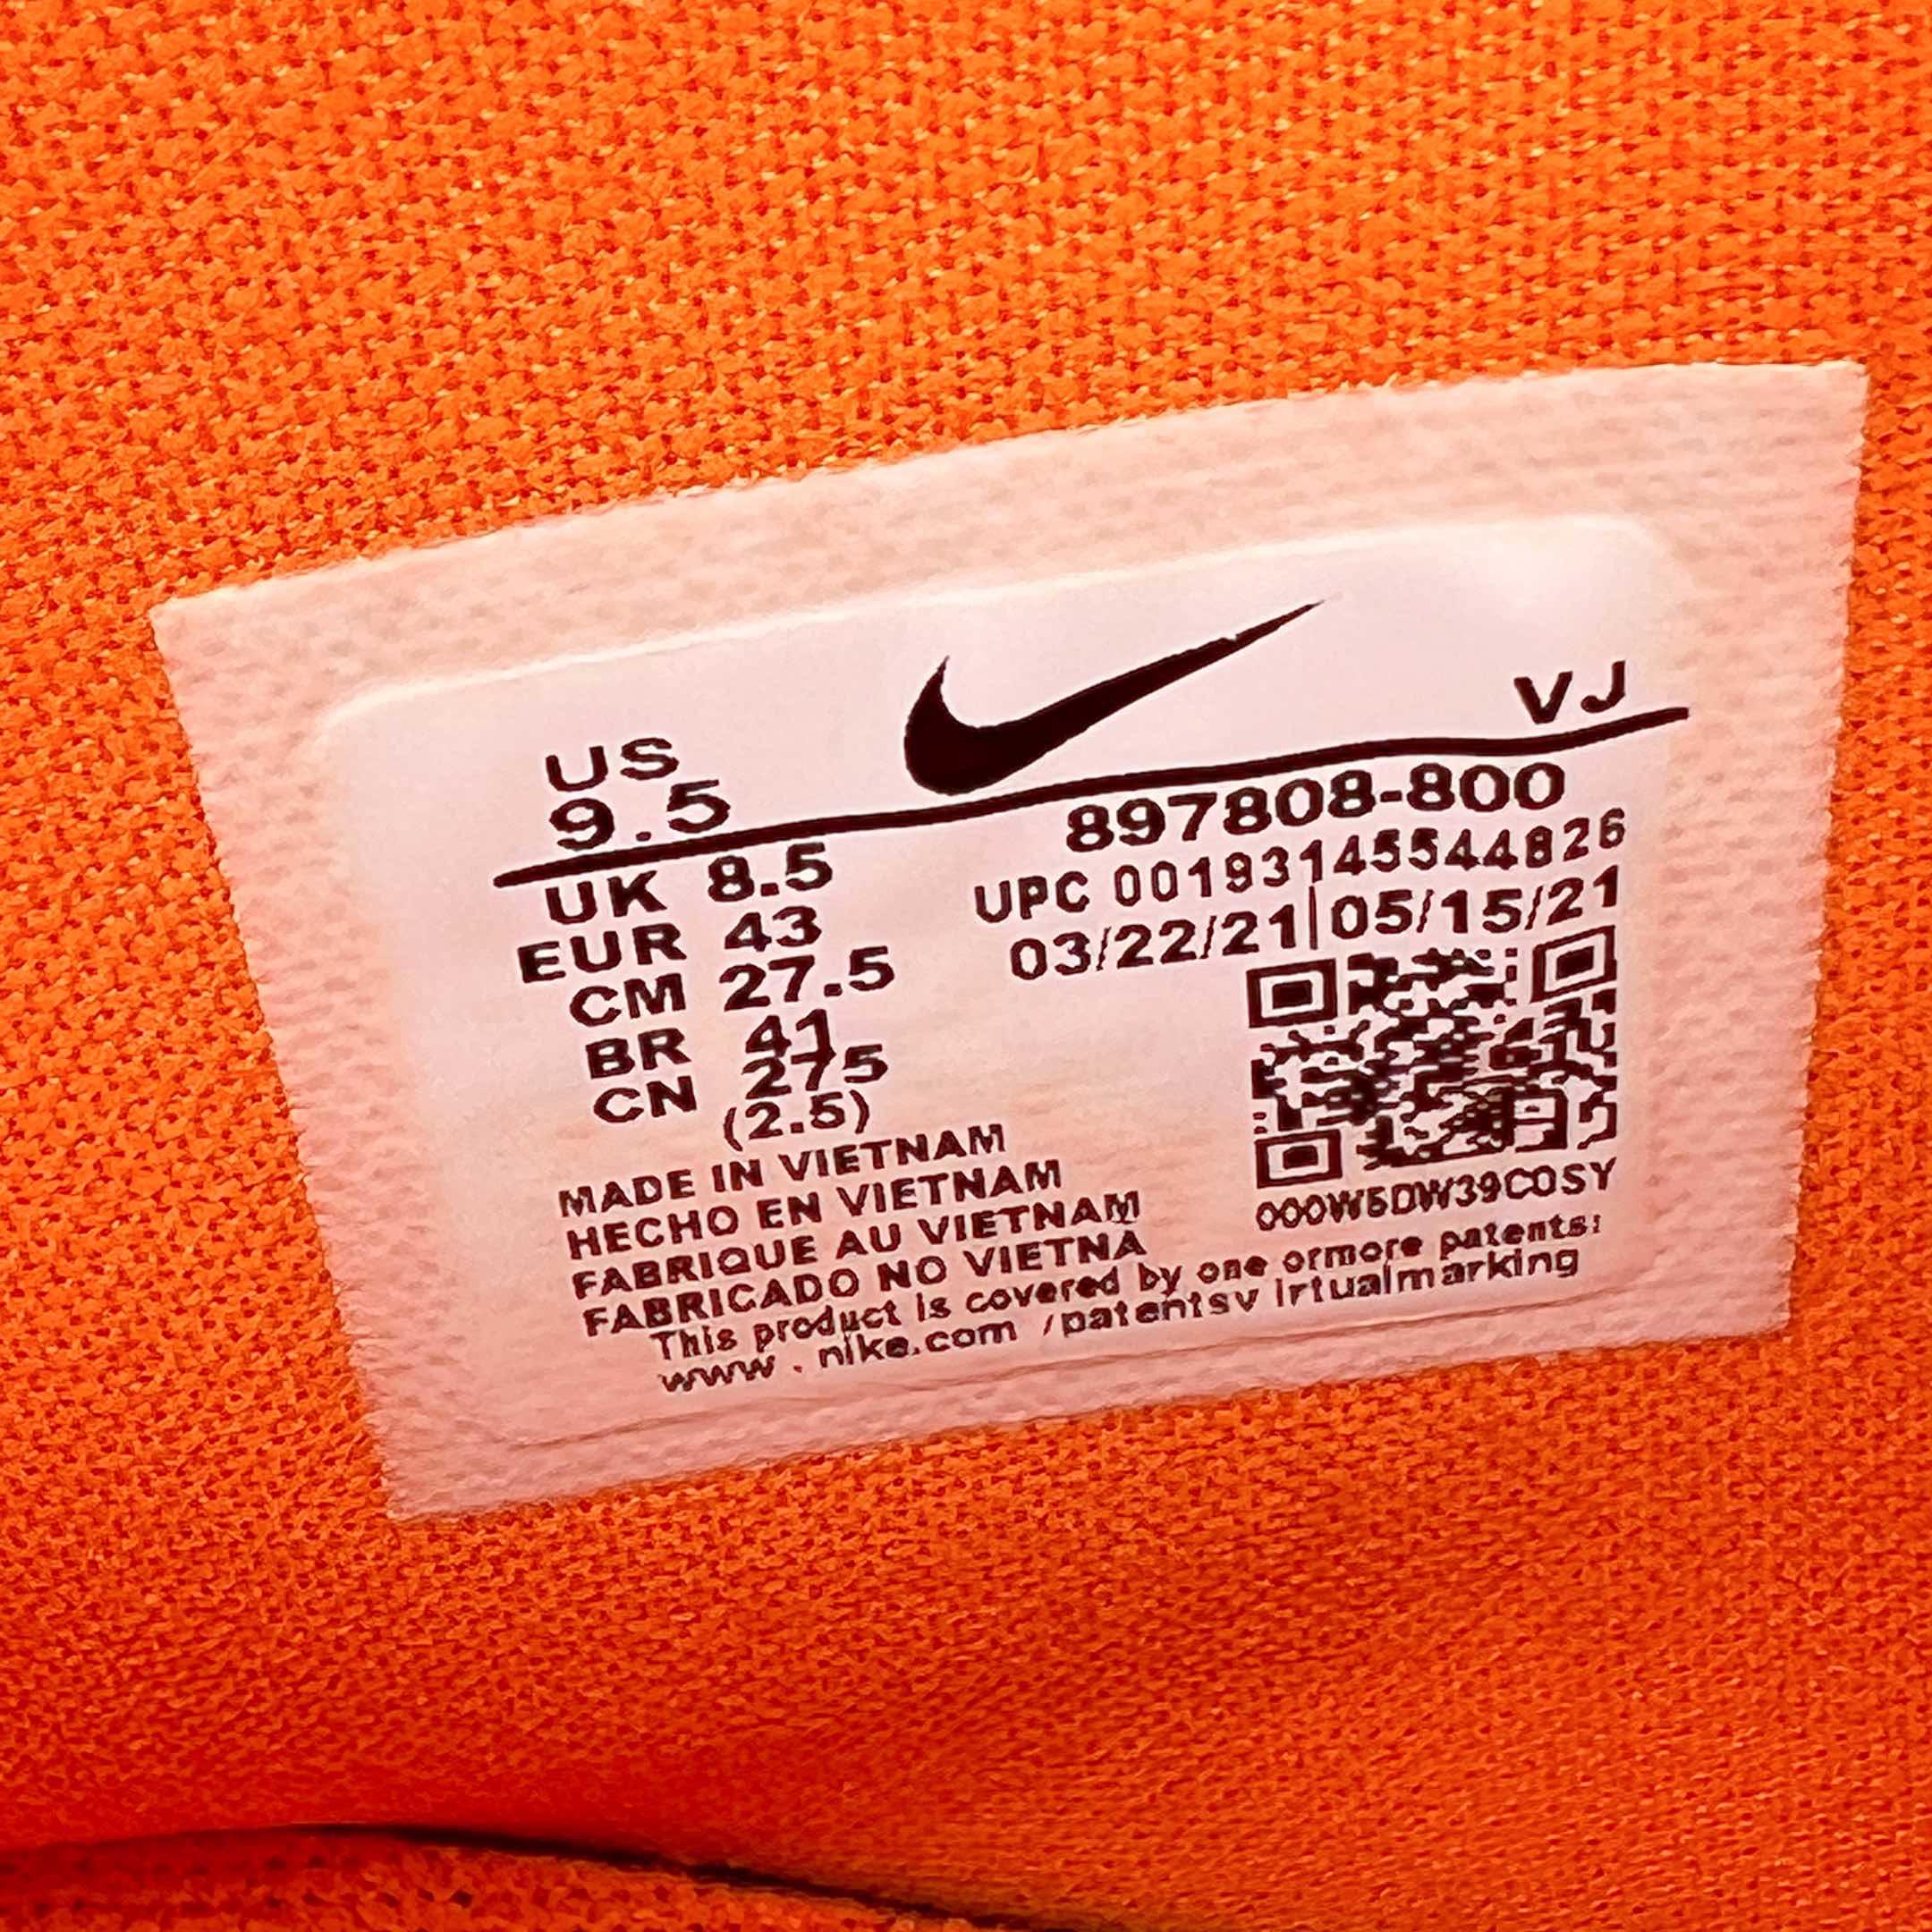 US
9.5
VJ
UK 8.5
EUR 43
CM 27.5
BR 41
CN 275
(2.5)
897808-800
UPC 00193145544826
03/22/21|05/15/21
000W5DW39C0SY
MADE IN VIETNAM
HECHO EN VIETNAM
FABRIQUE AU VIETNAM
FABRICADO NO VIETNÃ
This product is covered by one ormore patents:
www . nike.com /patentsv irtualmarking